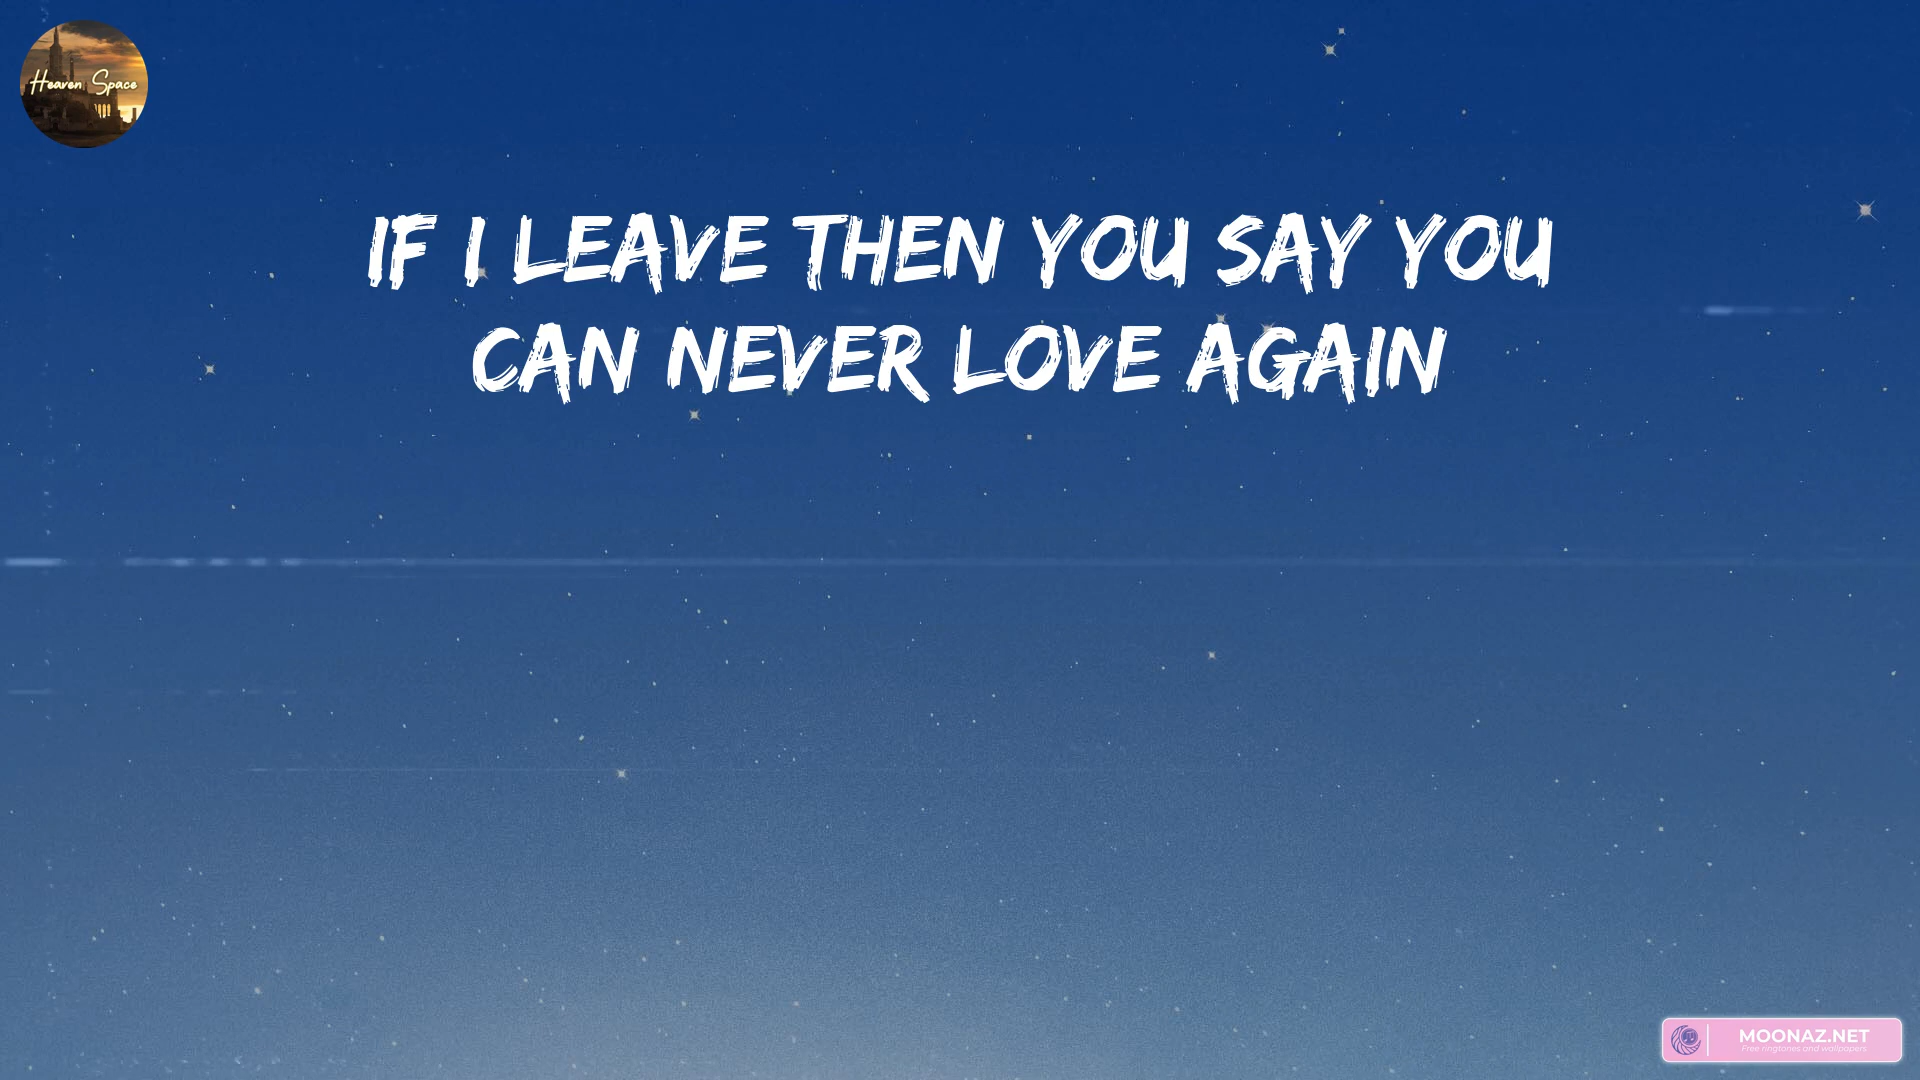 Heaven Space
IF I LEAVE THEN YOU SAY YOU
CAN NEVER LOVE AGAIN
MOONAZ.NET
Free ringtones and wallpapers